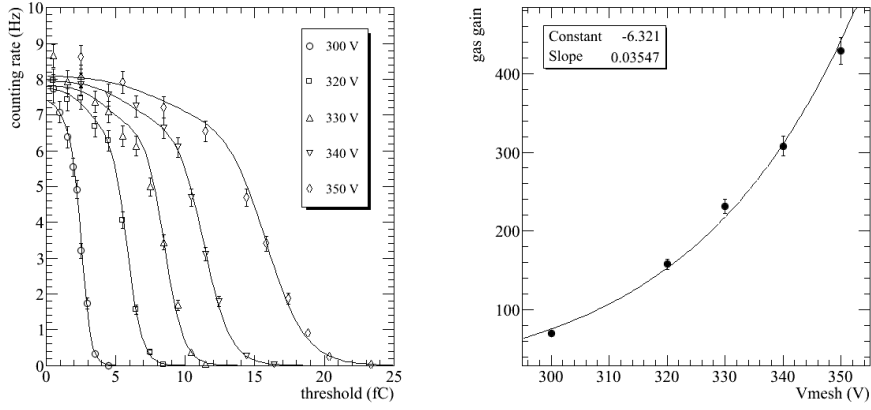 counting rate (Hz)
10
9
8
7
6
5
4
3
2
1
0
0 5 10 15 20 25
threshold (fC)
300 V
320 V
330 V
340 V
350 V
gas gain
Constant -6.321
Slope 0.03547
400
300
200
100
300 310 320 330 340 350
Vmesh (V)